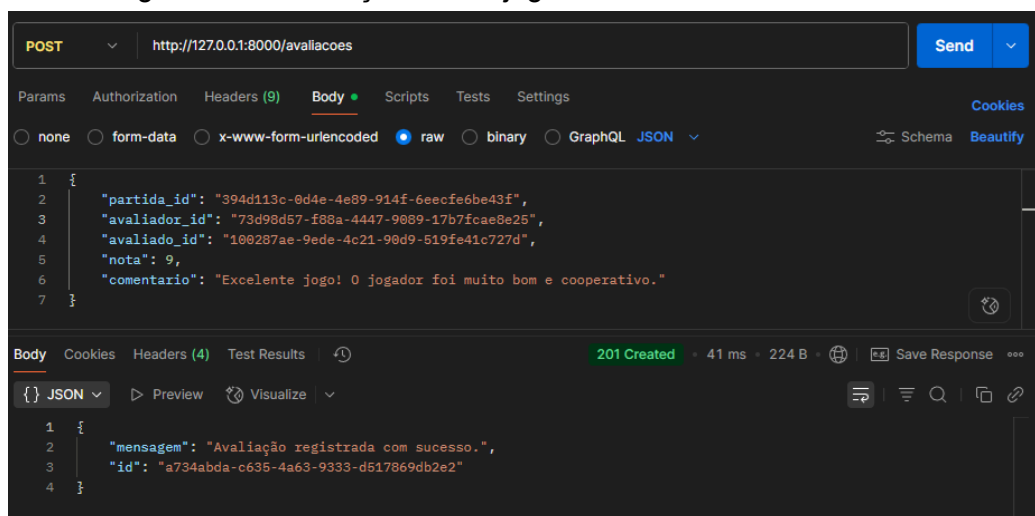 POST http://127.0.0.1:8000/avaliacoes Send
Params Authorization Headers (9) Body Scripts Tests Settings Cookies
none form-data x-www-form-urlencoded raw binary GraphQL JSON Schema Beautify
1 {
2 "partida_id": "394d113c-0d4e-4e89-914f-6eecfe6be43f",
3 "avaliador_id": "73d98d57-f88a-4447-9089-17b7fcae8e25",
4 "avaliado_id": "100287ae-9ede-4c21-90d9-519fe41c727d",
5 "nota": 9,
6 "comentario": "Excelente jogo! O jogador foi muito bom e cooperativo."
7 }
Body Cookies Headers (4) Test Results 201 Created 41 ms 224 B e.g. Save Response
{} JSON Preview Visualize
1 {
2 "mensagem": "Avaliação registrada com sucesso.",
3 "id": "a734abda-c635-4a63-9333-d517869db2e2"
4 }